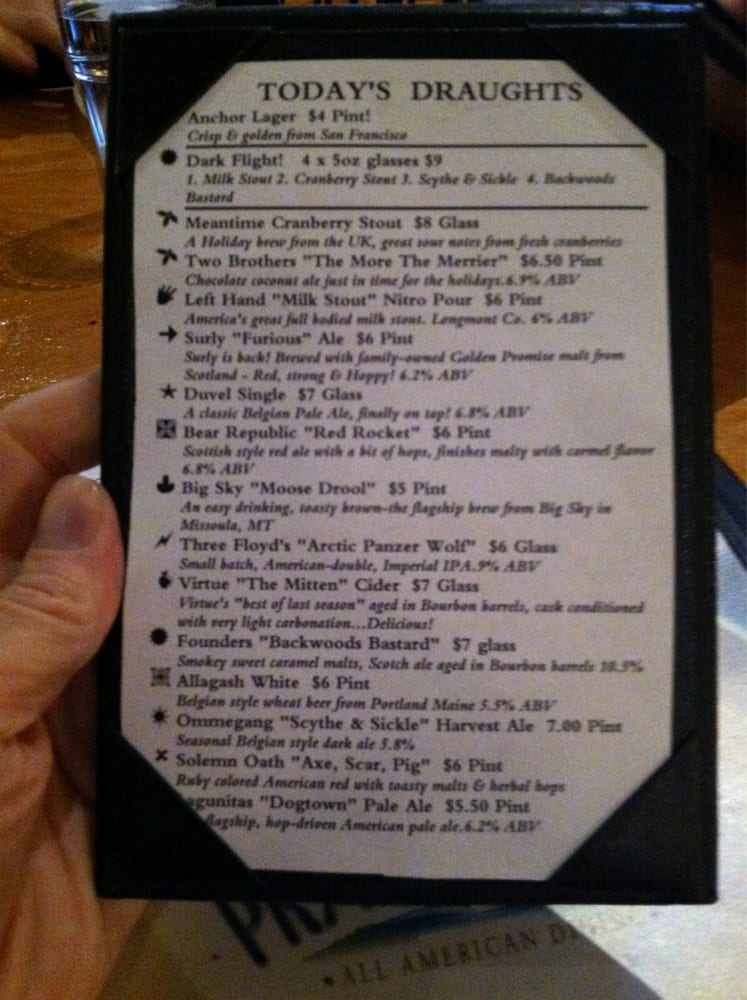 TODAY'S DRAUGHTS
Anchor Lager $4 Pint!
Crisp & golden from San Francisco
Dark Flight! 4 x 5oz glasses $9
1. Milk Stout 2. Cranberry Stout 3. Scythe & Sickle 4. Backwoods
Bastard
Meantime Cranberry Stout $8 Glass
A Holiday brew from the UK, great sour notes from fresh cranberries
Two Brothers "The More The Merrier" $6.50 Pint
Chocolate coconut ale just in time for the holidays.6.9% ABV
Left Hand "Milk Stout" Nitro Pour $6 Pint
America's great full bodied milk stout. Longmont Co. 6% ABV
Surly "Furious" Ale $6 Pint
Surly is back! Brewed with family-owned Golden Promise malt from
Scotland - Red, strong & Hoppy! 6.2% ABV
Duvel Single $7 Glass
A classic Belgian Pale Ale, finally on tap! 6.8% ABV
Bear Republic "Red Rocket" $6 Pint
Scottish style red ale with a bit of hops, finishes malty with carmel flavor
6.8% ABV
Big Sky "Moose Drool" $5 Pint
An easy drinking, toasty brown-the flagship brew from Big Sky in
Missoula, MT
Three Floyd's "Arctic Panzer Wolf" $6 Glass
Small batch, American-double, Imperial IPA.9% ABV
Virtue "The Mitten" Cider $7 Glass
Virtue's "best of last season" aged in Bourbon barrels, cask conditioned
with very light carbonation...Delicious!
Founders "Backwoods Bastard" $7 glass
Smokey sweet caramel malts, Scotch ale aged in Bourbon barrels 10.5%
Allagash White $6 Pint
Belgian style wheat beer from Portland Maine 5.5% ABV
Ommegang "Scythe & Sickle" Harvest Ale 7.00 Pint
Seasonal Belgian style dark ale 5.8%
Solemn Oath "Axe, Scar, Pig" $6 Pint
Ruby colored American red with toasty malts & herbal hops
agunitas "Dogtown" Pale Ale $5.50 Pint
flagship, hop-driven American pale ale.6.2% ABV
ALL AMERICAN